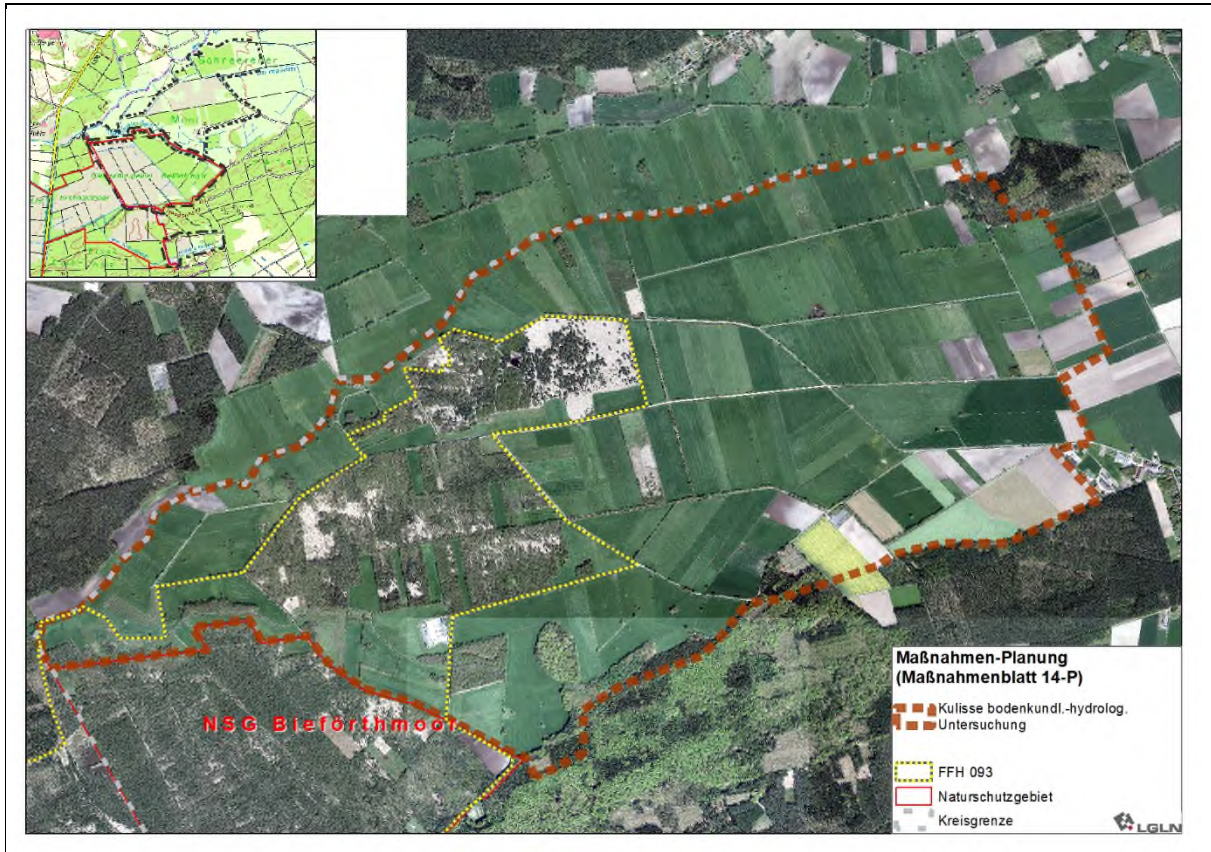 NSG Bieförthmoor
Maßnahmen-Planung
(Maßnahmenblatt 14-P)
Kulisse bodenkundl.-hydrolog.
Untersuchung
FFH 093
Naturschutzgebiet
Kreisgrenze
LGLN